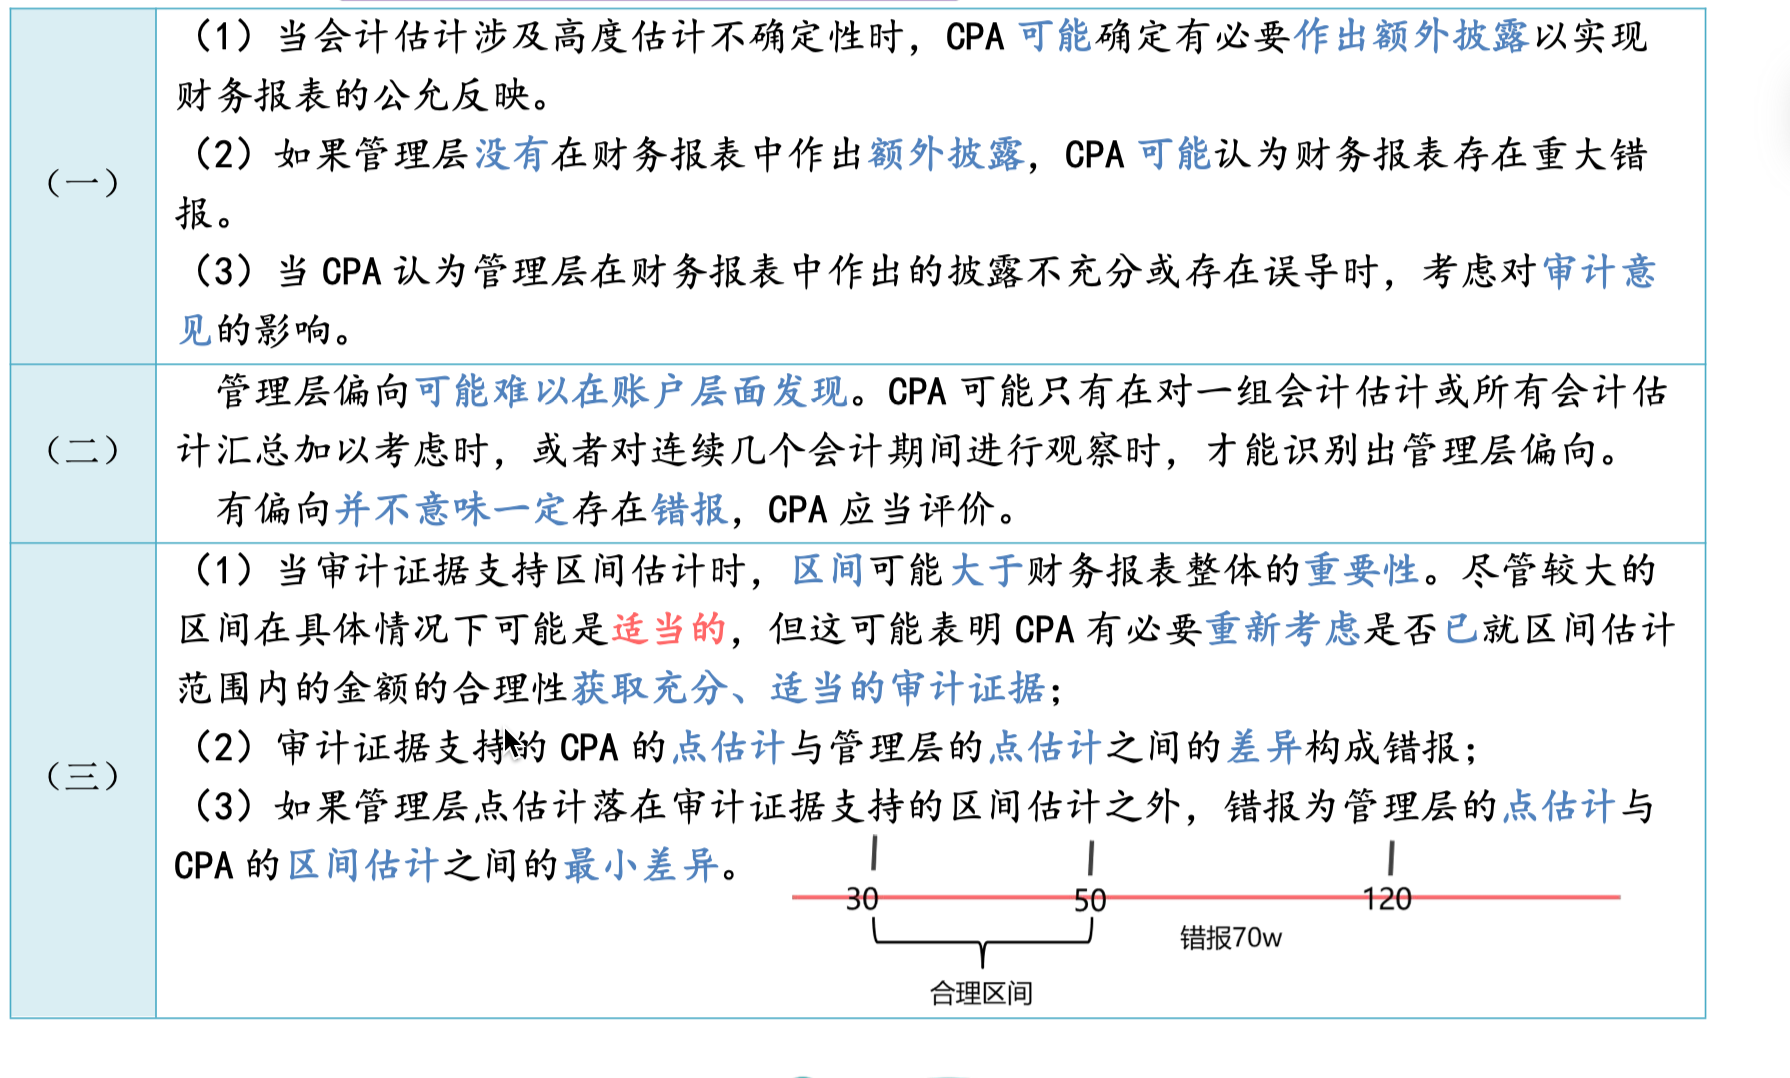 (一)
(1)当会计估计涉及高度估计不确定性时，CPA 可能确定有必要作出额外披露以实现
财务报表的公允反映。
(2)如果管理层没有在财务报表中作出额外披露，CPA 可能认为财务报表存在重大错
报。
(3)当 CPA 认为管理层在财务报表中作出的披露不充分或存在误导时，考虑对审计意
见的影响。
(二)
管理层偏向可能难以在账户层面发现。CPA 可能只有在对一组会计估计或所有会计估
计汇总加以考虑时，或者对连续几个会计期间进行观察时，才能识别出管理层偏向。
有偏向并不意味一定存在错报，CPA 应当评价。
(三)
(1)当审计证据支持区间估计时，区间可能大于财务报表整体的重要性。尽管较大的
区间在具体情况下可能是适当的，但这可能表明 CPA 有必要重新考虑是否已就区间估计
范围内的金额的合理性获取充分、适当的审计证据；
(2)审计证据支持的 CPA 的点估计与管理层的点估计之间的差异构成错报；
(3)如果管理层点估计落在审计证据支持的区间估计之外，错报为管理层的点估计与
CPA 的区间估计之间的最小差异。
30
50
120
错报70w
合理区间